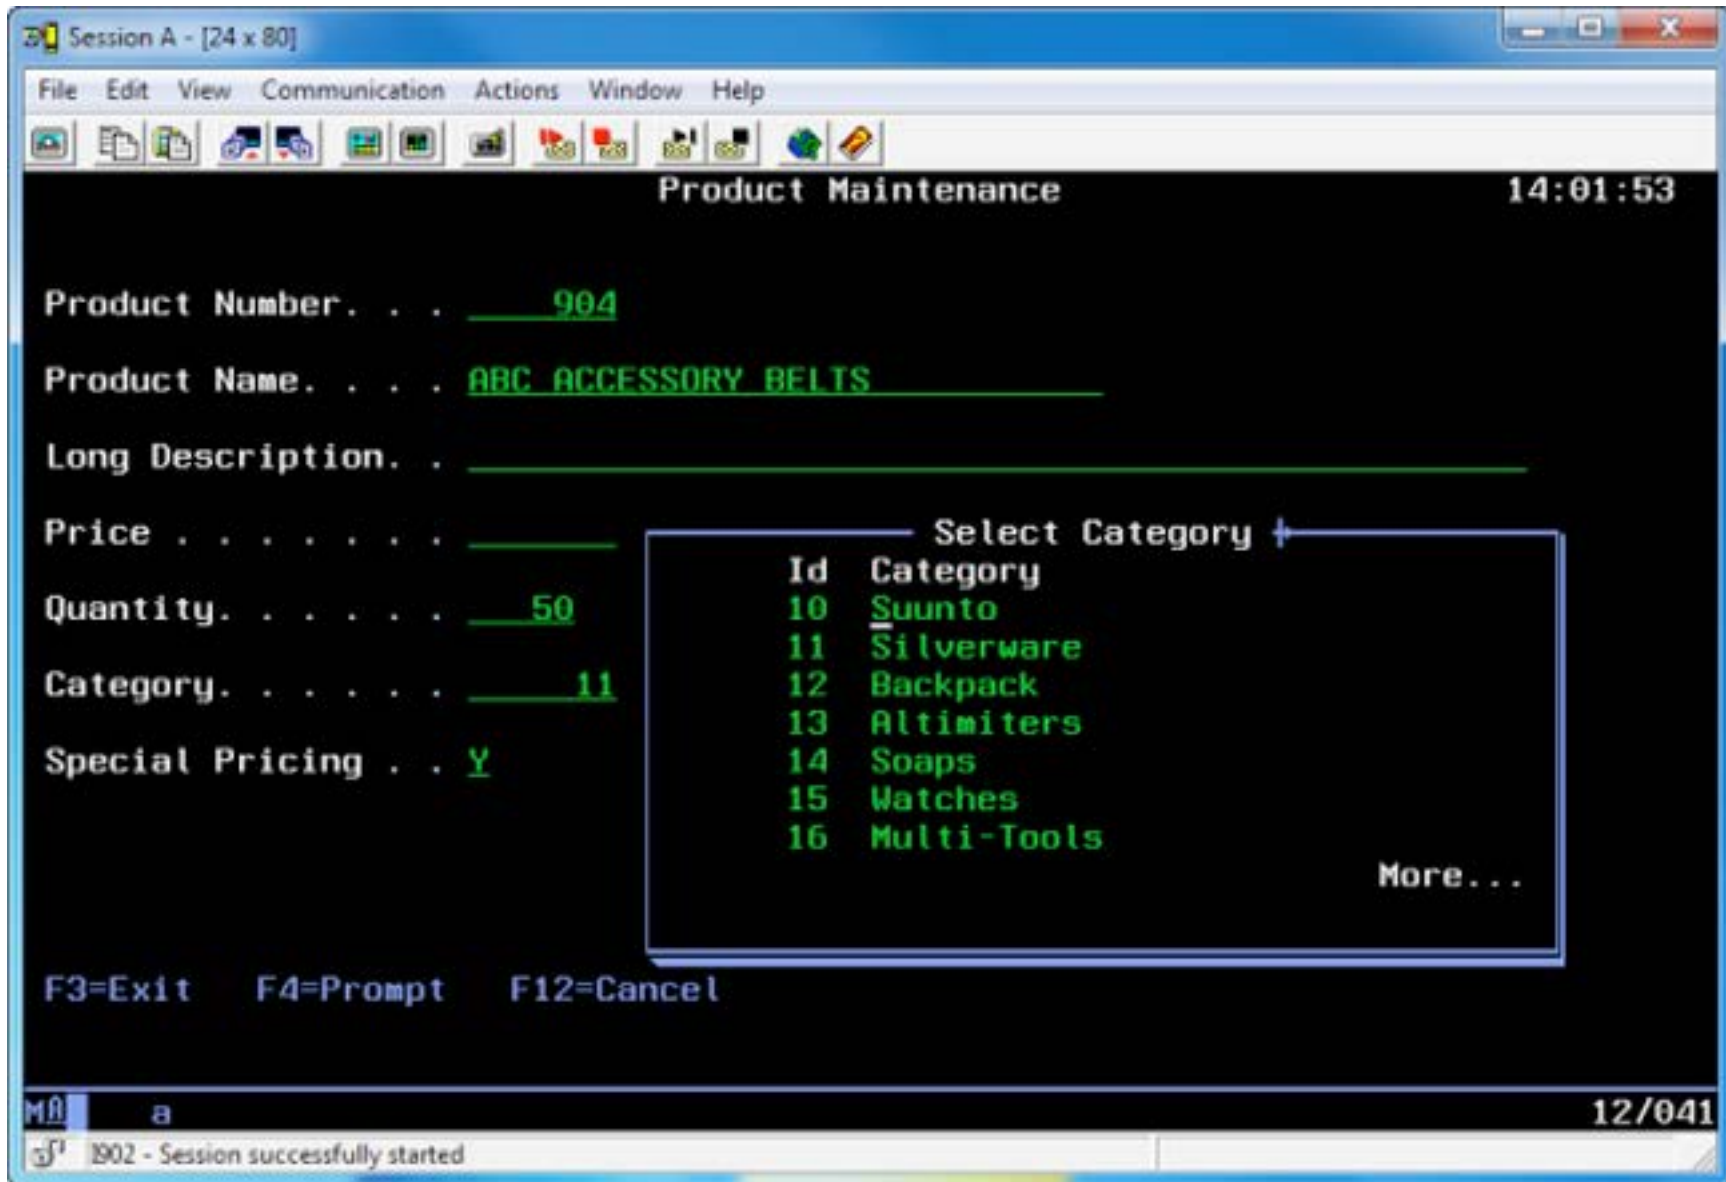 Session A - [24 x 80]
File Edit View Communication Actions Window Help
Product Maintenance 14:01:53
Product Number. . . 904
Product Name. . . . ABC ACCESSORY BELTS
Long Description. .
Price . . . . . . .
Select Category
Id Category
Quantity. . . . . . 50
10 Suunto
11 Silverware
Category. . . . . . 11
12 Backpack
13 Altimiters
Special Pricing . . Y
14 Soaps
15 Watches
16 Multi-Tools
More...
F3=Exit F4=Prompt F12=Cancel
MA a 12/041
I902 - Session successfully started